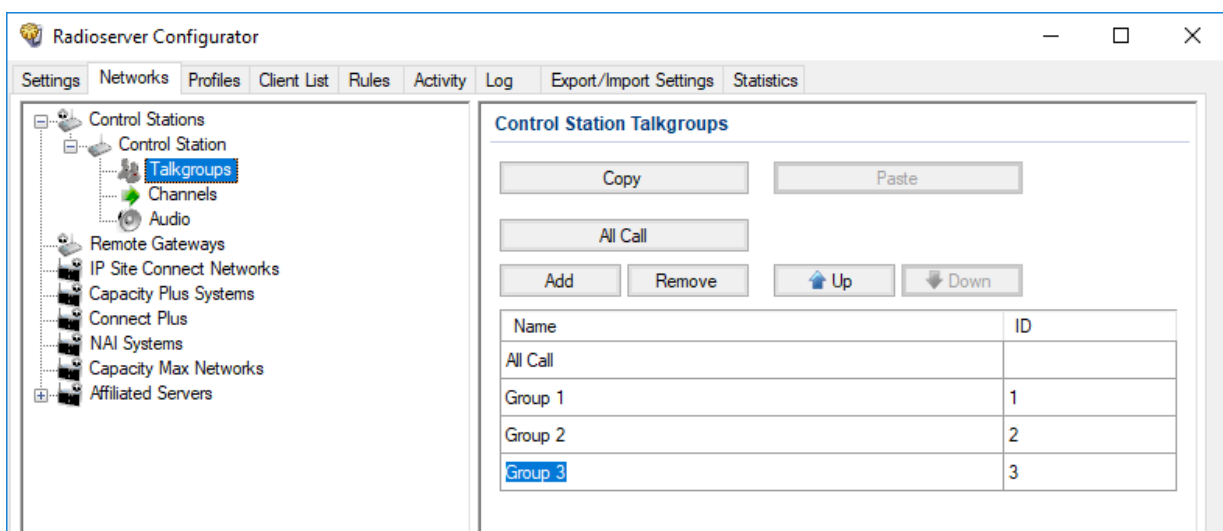 Radioserver Configurator
Settings Networks Profiles Client List Rules Activity Log Export/Import Settings Statistics
Control Stations
Control Station
Talkgroups
Channels
Audio
Remote Gateways
IP Site Connect Networks
Capacity Plus Systems
Connect Plus
NAI Systems
Capacity Max Networks
Affiliated Servers
Control Station Talkgroups
Copy Paste
All Call
Add Remove Up Down
Name ID
All Call
Group 1 1
Group 2 2
Group 3 3